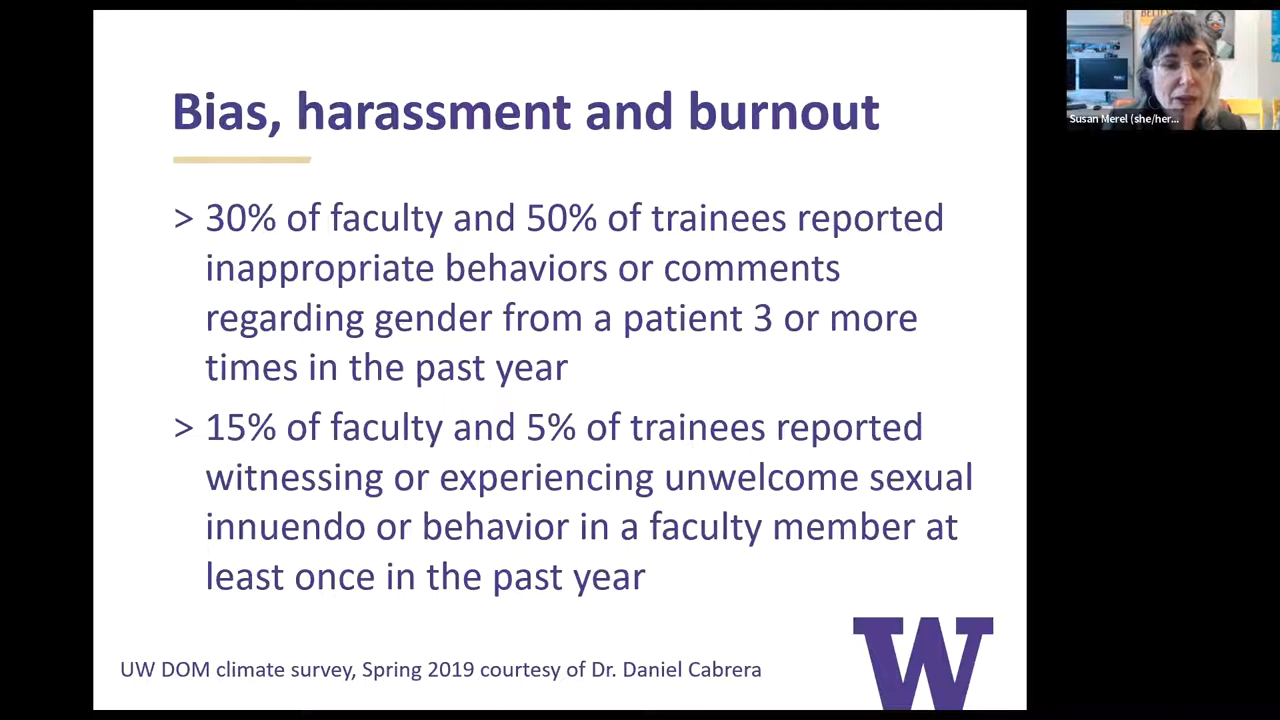 Bias, harassment and burnout
> 30% of faculty and 50% of trainees reported
inappropriate behaviors or comments
regarding gender from a patient 3 or more
times in the past year
> 15% of faculty and 5% of trainees reported
witnessing or experiencing unwelcome sexual
innuendo or behavior in a faculty member at
least once in the past year
UW DOM climate survey, Spring 2019 courtesy of Dr. Daniel Cabrera
W
Susan Merel (she/her...